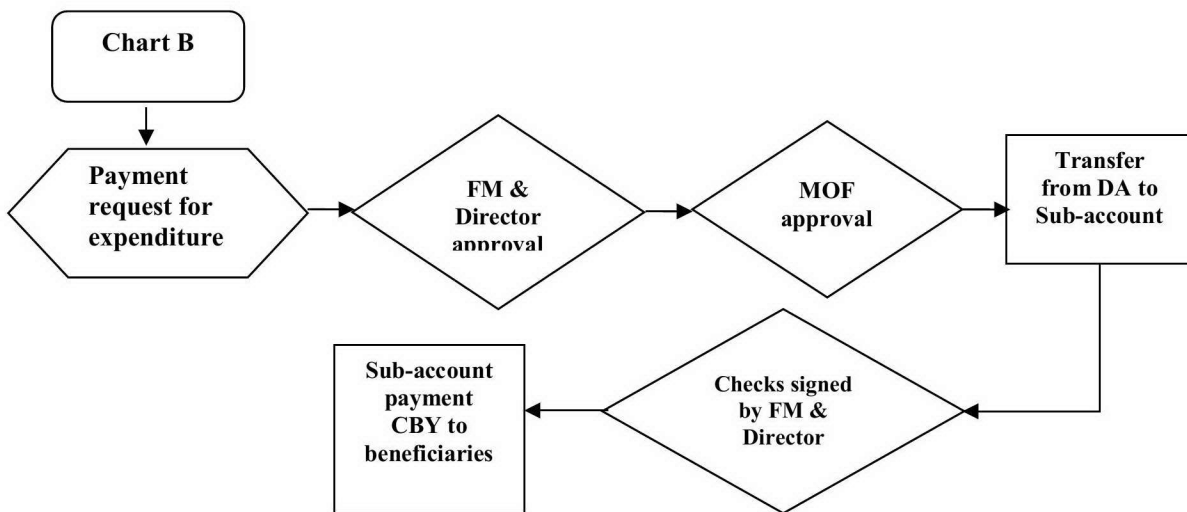 Chart B
Payment
request for
expenditure
FM &
Director
approval
MOF
approval
Transfer
from DA to
Sub-account
Checks signed
by FM &
Director
Sub-account
payment
CBY to
beneficiaries